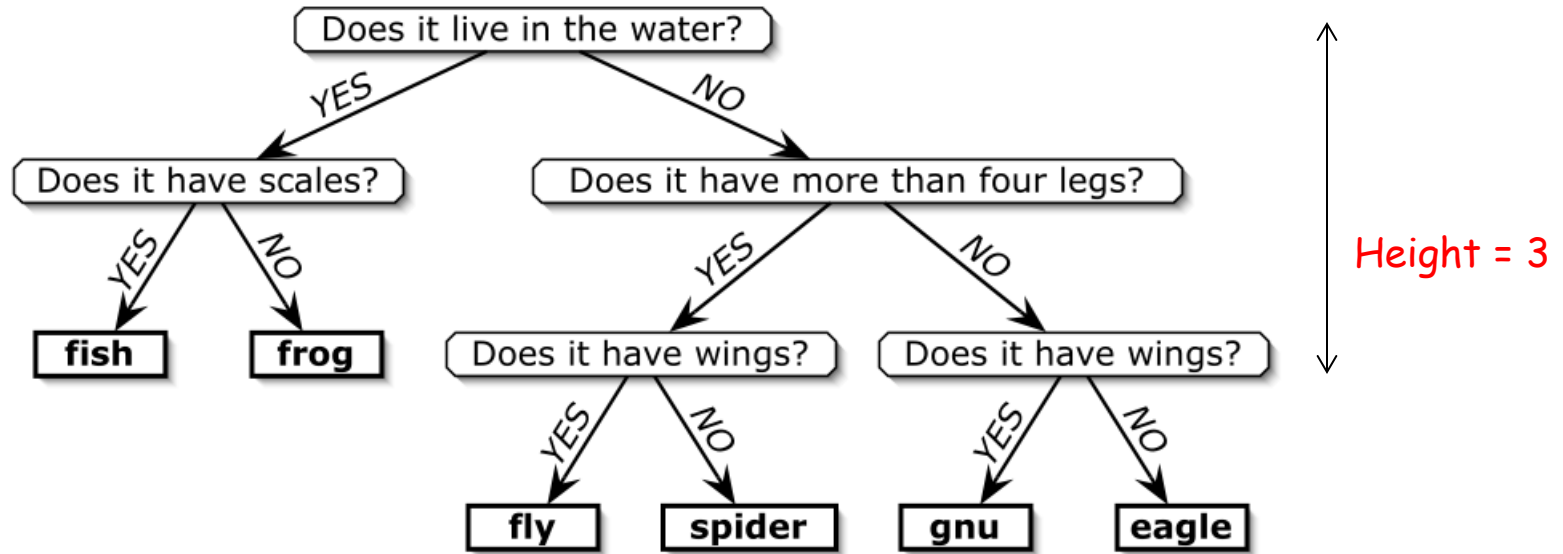 Does it live in the water?
YES
NO
Does it have scales?
Does it have more than four legs?
YES
NO
YES
NO
Height = 3
fish
frog
Does it have wings?
Does it have wings?
YES
NO
YES
NO
fly
spider
gnu
eagle